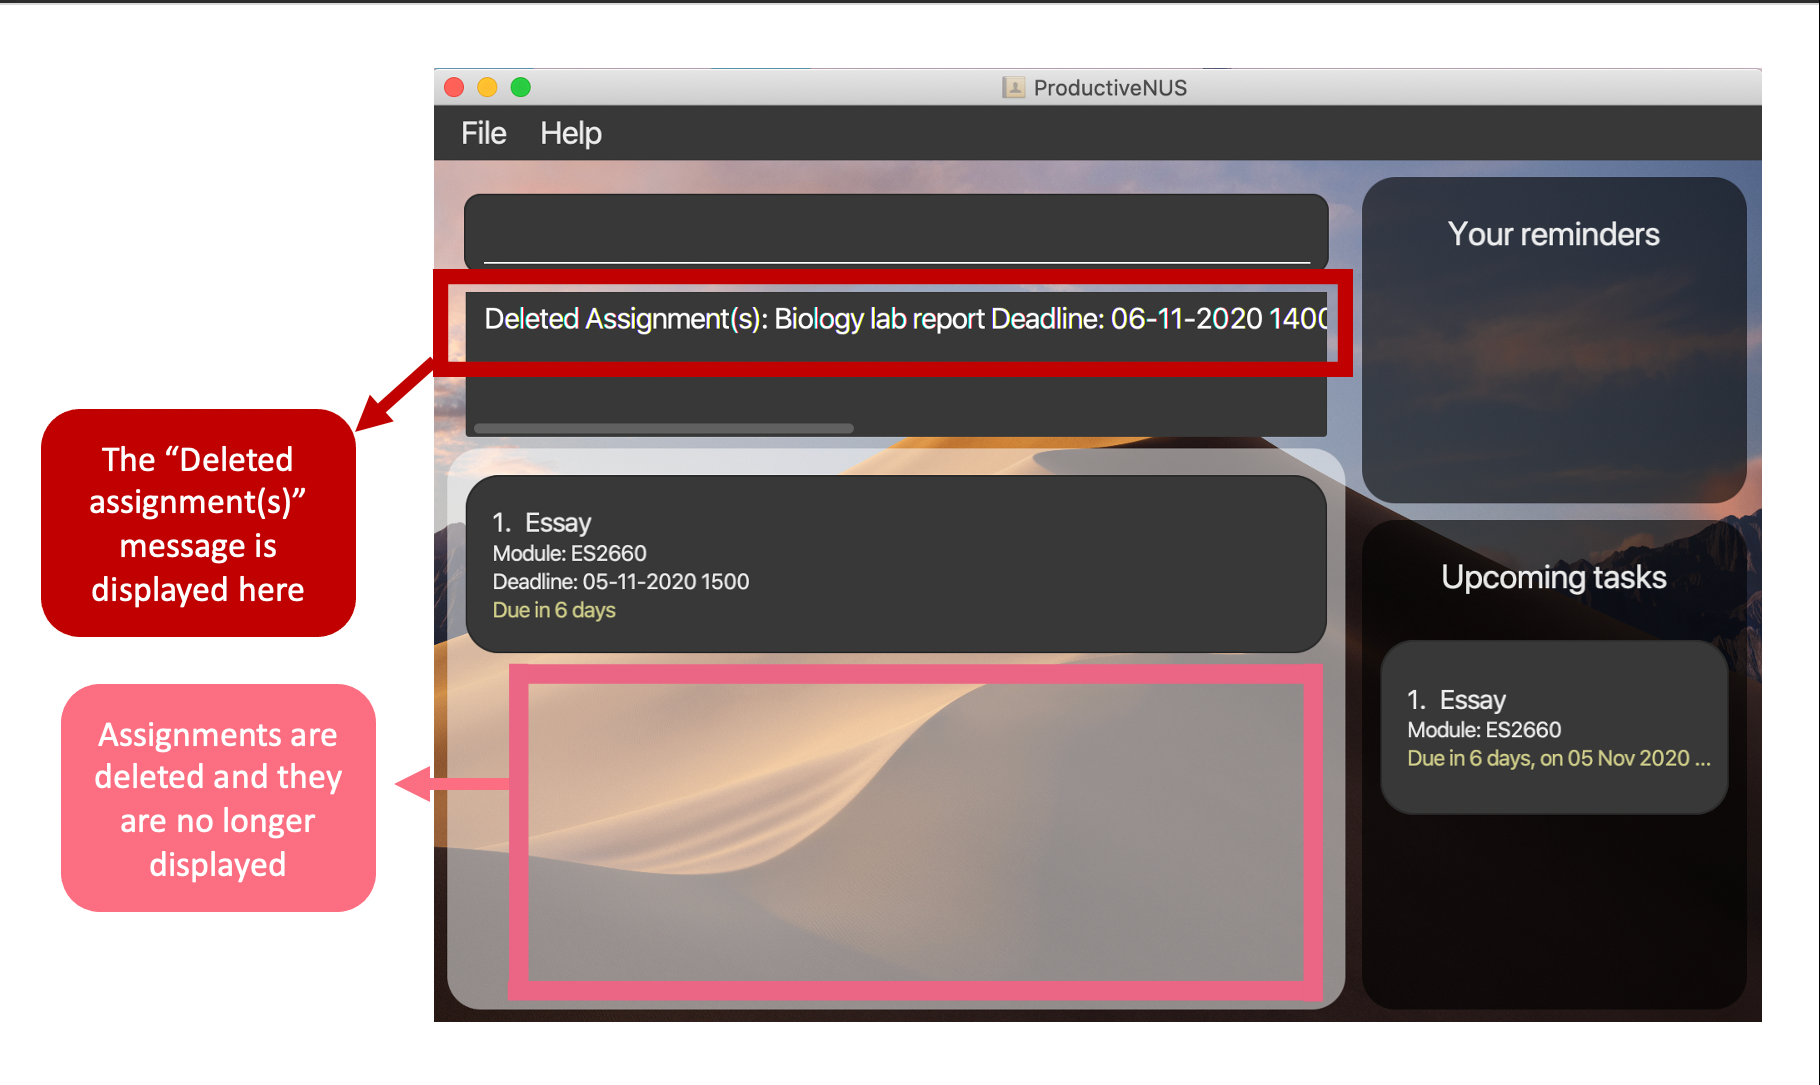 ProductiveNUS
File Help
Deleted Assignment(s): Biology lab report Deadline: 06-11-2020 1400
The “Deleted
assignment(s)”
message is
displayed here
1. Essay
Module: ES2660
Deadline: 05-11-2020 1500
Due in 6 days
Assignments are
deleted and they
are no longer
displayed
Your reminders
Upcoming tasks
1. Essay
Module: ES2660
Due in 6 days, on 05 Nov 2020 ...